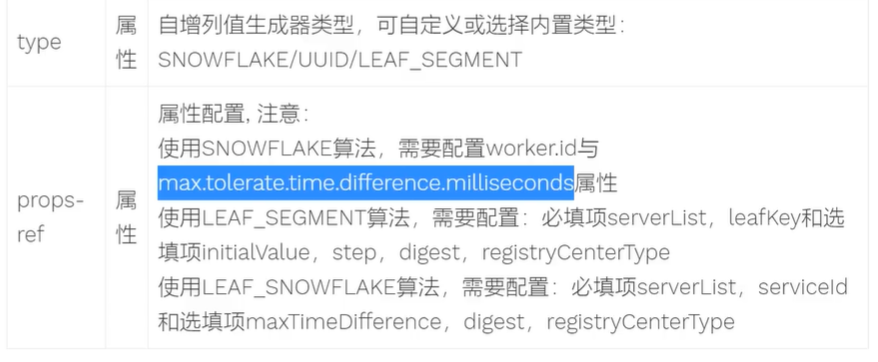 type
属性
自增列值生成器类型，可自定义或选择内置类型：
SNOWFLAKE/UUID/LEAF_SEGMENT
props-ref
属性
属性配置, 注意：
使用SNOWFLAKE算法，需要配置worker.id与
max.tolerate.time.difference.milliseconds属性
使用LEAF_SEGMENT算法，需要配置：必填项serverList，leafKey和选
填项initialValue，step，digest，registryCenterType
使用LEAF_SNOWFLAKE算法，需要配置：必填项serverList，serviceId
和选填项maxTimeDifference，digest，registryCenterType